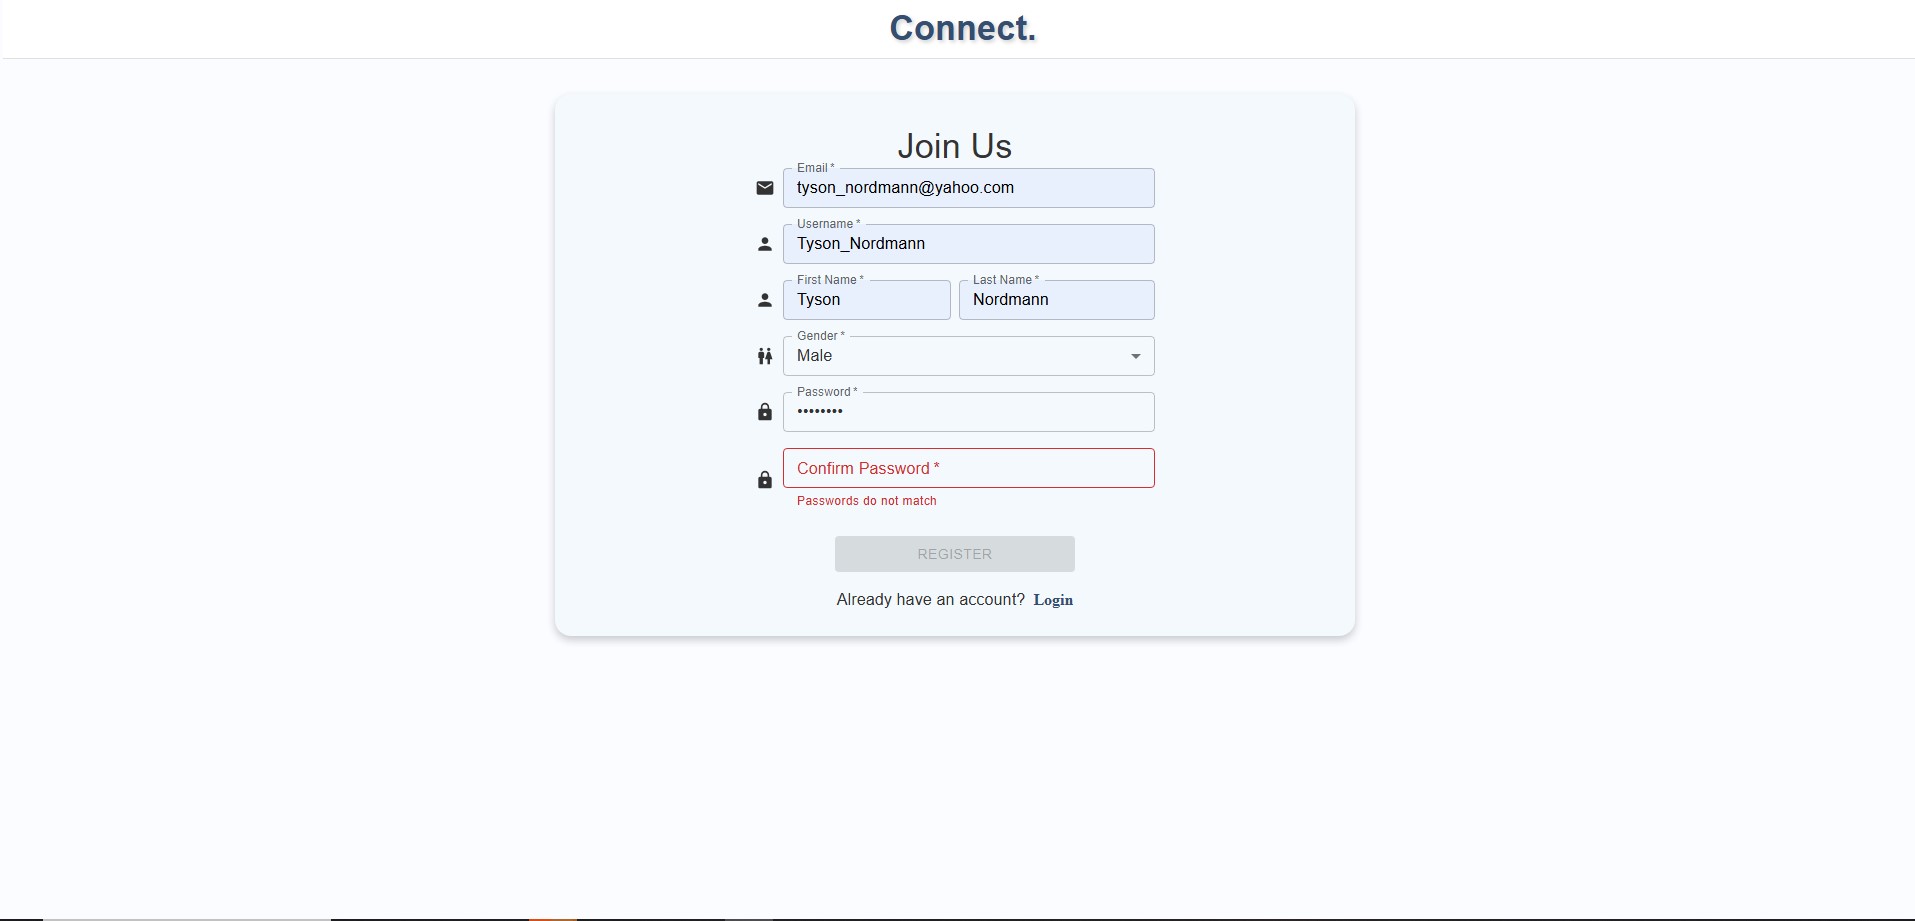 Connect.
Join Us
Email *
tyson_nordmann@yahoo.com
Username *
Tyson_Nordmann
First Name * Last Name *
Tyson Nordmann
Gender *
Male
Password *
••••••••
Confirm Password *
Passwords do not match
REGISTER
Already have an account? Login